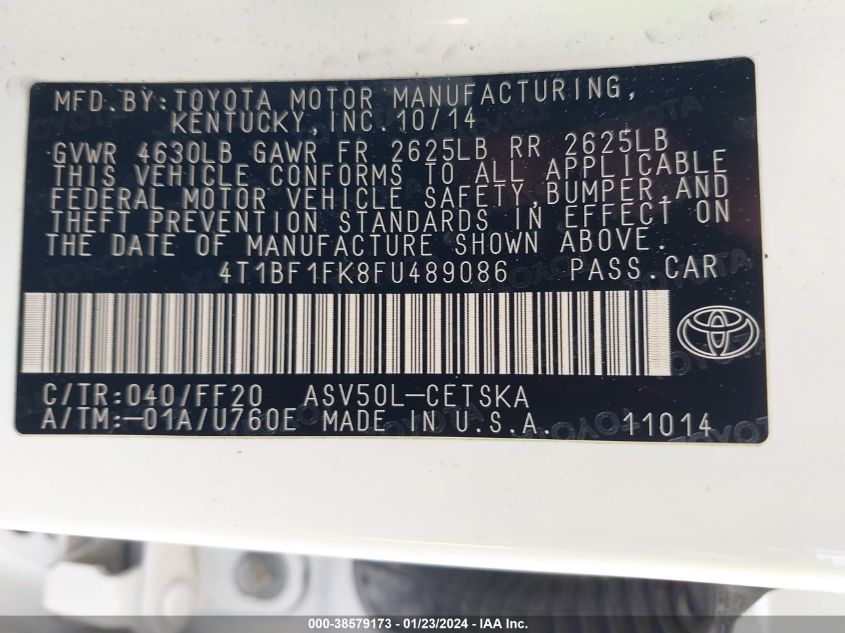 MFD.BY:TOYOTA MOTOR MANUFACTURING,
KENTUCKY,INC.10/14
GVWR 4630LB GAWR FR 2625LB RR 2625LB
THIS VEHICLE CONFORMS TO ALL APPLICABLE
FEDERAL MOTOR VEHICLE SAFETY,BUMPER,AND
THEFT PREVENTION STANDARDS IN EFFECT ON
THE DATE OF MANUFACTURE SHOWN ABOVE.
4T1BF1FK8FU489086 PASS.CAR
C/TR:040/FF20 ASV50L-CETSKA
A/TM:-01A/U760E MADE IN U.S.A. 11014
000-38579173 - 01/23/2024 - IAA Inc.